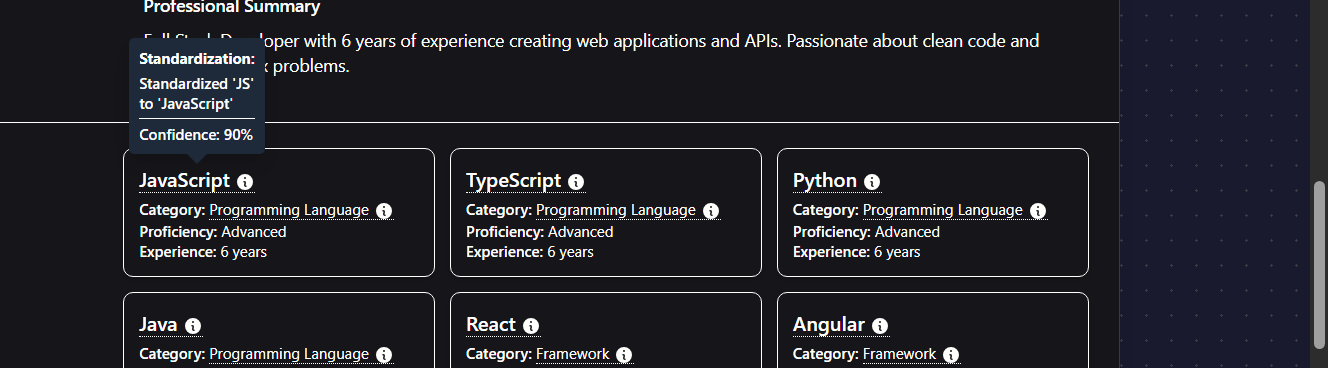 Professional Summary
Developer with 6 years of experience creating web applications and APIs. Passionate about clean code and
problems.
Standardization:
Standardized 'JS'
to 'JavaScript'
Confidence: 90%
JavaScript
Category: Programming Language
Proficiency: Advanced
Experience: 6 years
TypeScript
Category: Programming Language
Proficiency: Advanced
Experience: 6 years
Python
Category: Programming Language
Proficiency: Advanced
Experience: 6 years
Java
Category: Programming Language
React
Category: Framework
Angular
Category: Framework